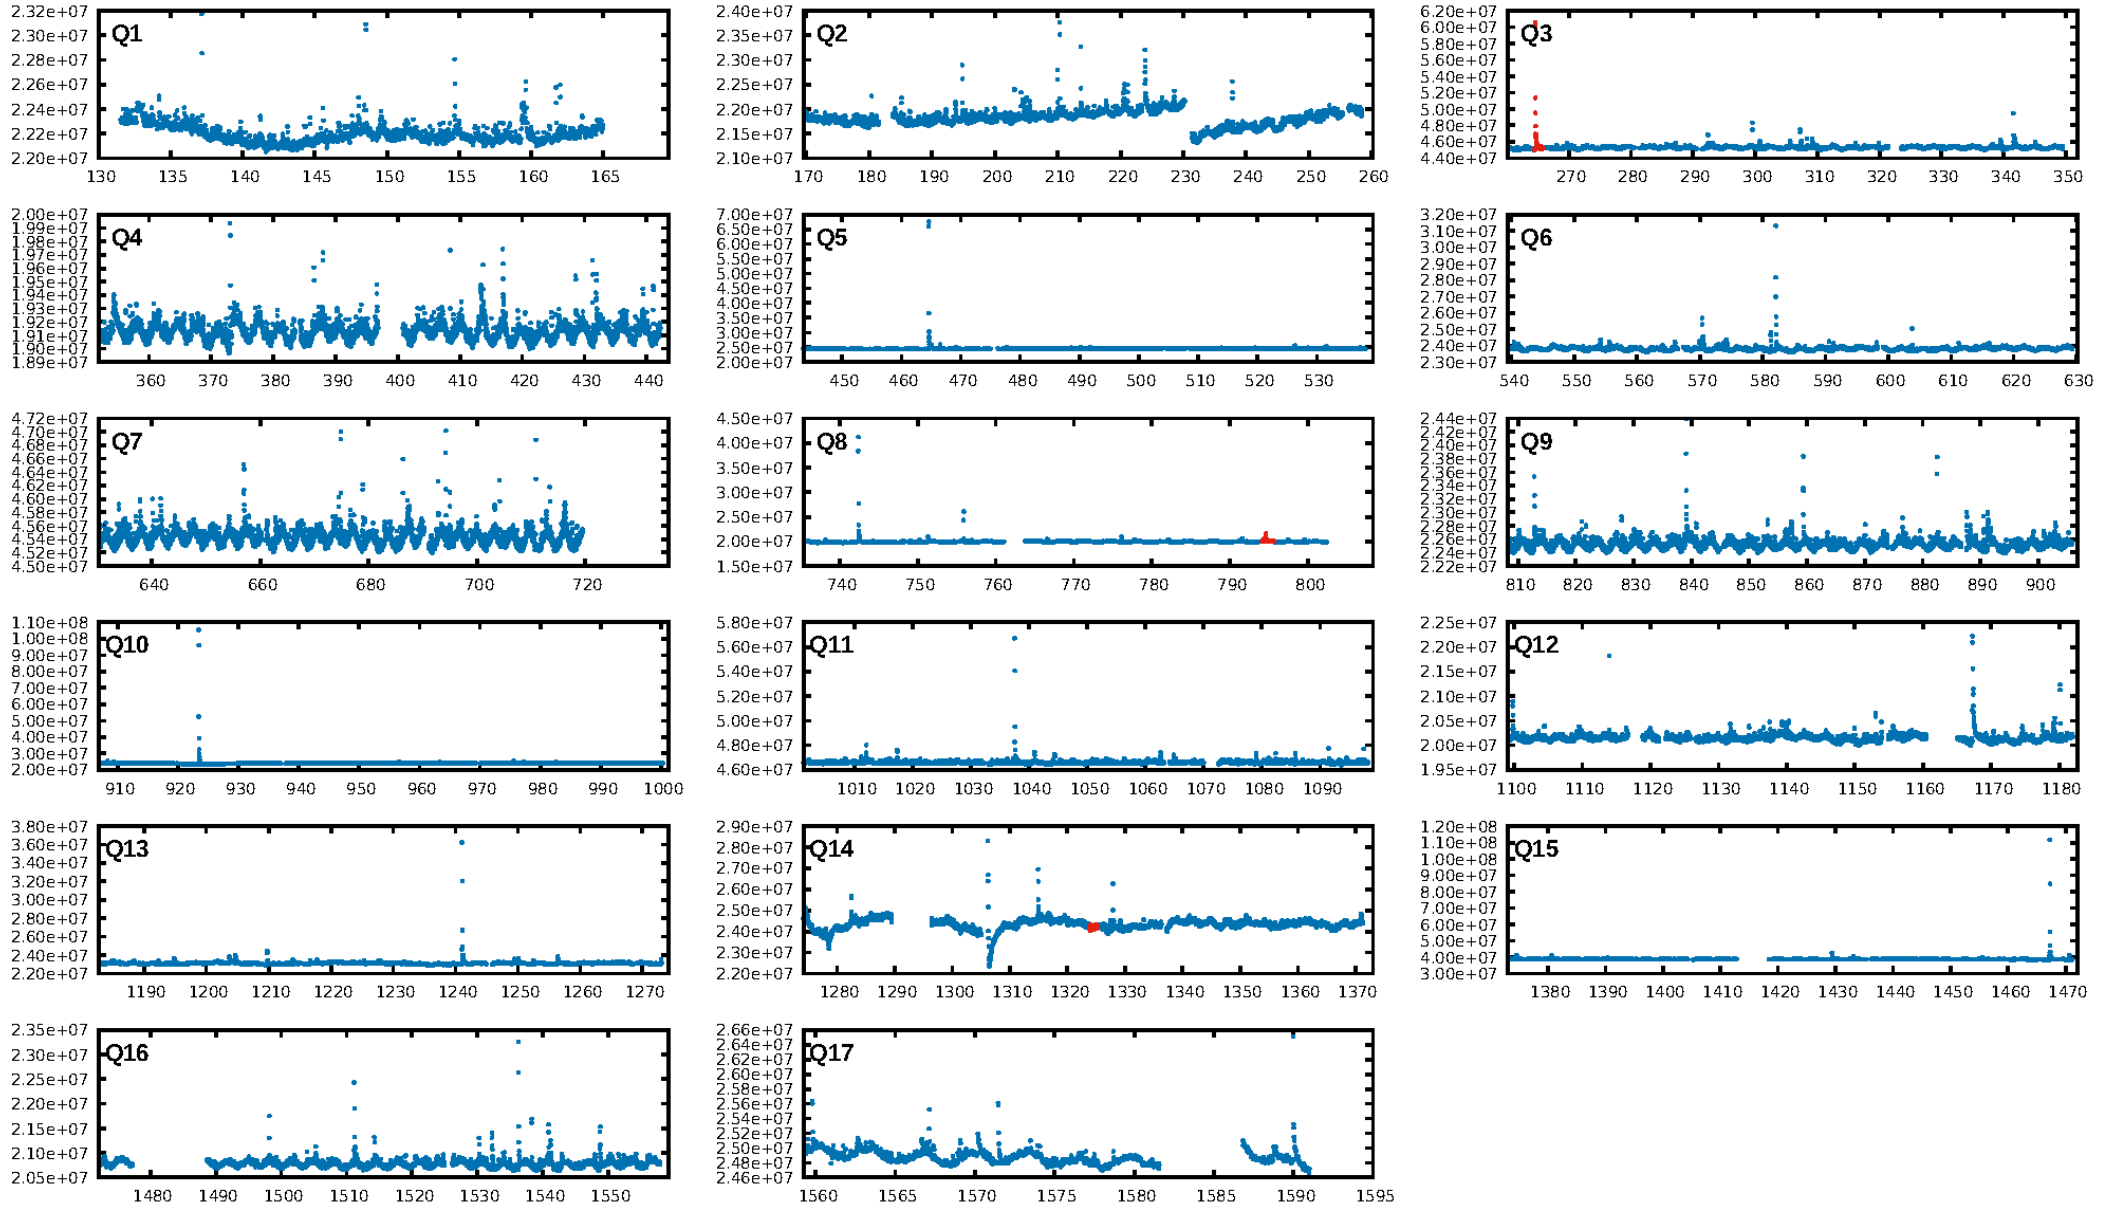 Q1
2.32e+07
2.30e+07
2.28e+07
2.26e+07
2.24e+07
2.22e+07
2.20e+07
130 135 140 145 150 155 160 165
Q2
2.40e+07
2.35e+07
2.30e+07
2.25e+07
2.20e+07
2.15e+07
2.10e+07
170 180 190 200 210 220 230 240 250 260
Q3
6.20e+07
6.00e+07
5.80e+07
5.60e+07
5.40e+07
5.20e+07
5.00e+07
4.80e+07
4.60e+07
4.40e+07
270 280 290 300 310 320 330 340 350
Q4
2.00e+07
1.99e+07
1.98e+07
1.97e+07
1.96e+07
1.95e+07
1.94e+07
1.93e+07
1.92e+07
1.91e+07
1.90e+07
1.89e+07
360 370 380 390 400 410 420 430 440
Q5
7.00e+07
6.50e+07
6.00e+07
5.50e+07
5.00e+07
4.50e+07
4.00e+07
3.50e+07
3.00e+07
2.50e+07
2.00e+07
450 460 470 480 490 500 510 520 530
Q6
3.20e+07
3.10e+07
3.00e+07
2.90e+07
2.80e+07
2.70e+07
2.60e+07
2.50e+07
2.40e+07
2.30e+07
540 550 560 570 580 590 600 610 620 630
Q7
4.72e+07
4.70e+07
4.68e+07
4.66e+07
4.64e+07
4.62e+07
4.60e+07
4.58e+07
4.56e+07
4.54e+07
4.52e+07
4.50e+07
640 660 680 700 720
Q8
4.50e+07
4.00e+07
3.50e+07
3.00e+07
2.50e+07
2.00e+07
1.50e+07
740 750 760 770 780 790 800
Q9
2.44e+07
2.42e+07
2.40e+07
2.38e+07
2.36e+07
2.34e+07
2.32e+07
2.30e+07
2.28e+07
2.26e+07
2.24e+07
2.22e+07
810 820 830 840 850 860 870 880 890 900
Q10
1.10e+08
1.00e+08
9.00e+07
8.00e+07
7.00e+07
6.00e+07
5.00e+07
4.00e+07
3.00e+07
2.00e+07
910 920 930 940 950 960 970 980 990 1000
Q11
5.80e+07
5.60e+07
5.40e+07
5.20e+07
5.00e+07
4.80e+07
4.60e+07
1010 1020 1030 1040 1050 1060 1070 1080 1090
Q12
2.25e+07
2.20e+07
2.15e+07
2.10e+07
2.05e+07
2.00e+07
1.95e+07
1100 1110 1120 1130 1140 1150 1160 1170 1180
Q13
3.80e+07
3.60e+07
3.40e+07
3.20e+07
3.00e+07
2.80e+07
2.60e+07
2.40e+07
2.20e+07
1190 1200 1210 1220 1230 1240 1250 1260 1270
Q14
2.90e+07
2.80e+07
2.70e+07
2.60e+07
2.50e+07
2.40e+07
2.30e+07
2.20e+07
1280 1290 1300 1310 1320 1330 1340 1350 1360 1370
Q15
1.20e+08
1.10e+08
1.00e+08
9.00e+07
8.00e+07
7.00e+07
6.00e+07
5.00e+07
4.00e+07
3.00e+07
1380 1390 1400 1410 1420 1430 1440 1450 1460 1470
Q16
2.35e+07
2.30e+07
2.25e+07
2.20e+07
2.15e+07
2.10e+07
2.05e+07
1480 1490 1500 1510 1520 1530 1540 1550
Q17
2.66e+07
2.64e+07
2.62e+07
2.60e+07
2.58e+07
2.56e+07
2.54e+07
2.52e+07
2.50e+07
2.48e+07
2.46e+07
1560 1565 1570 1575 1580 1585 1590 1595